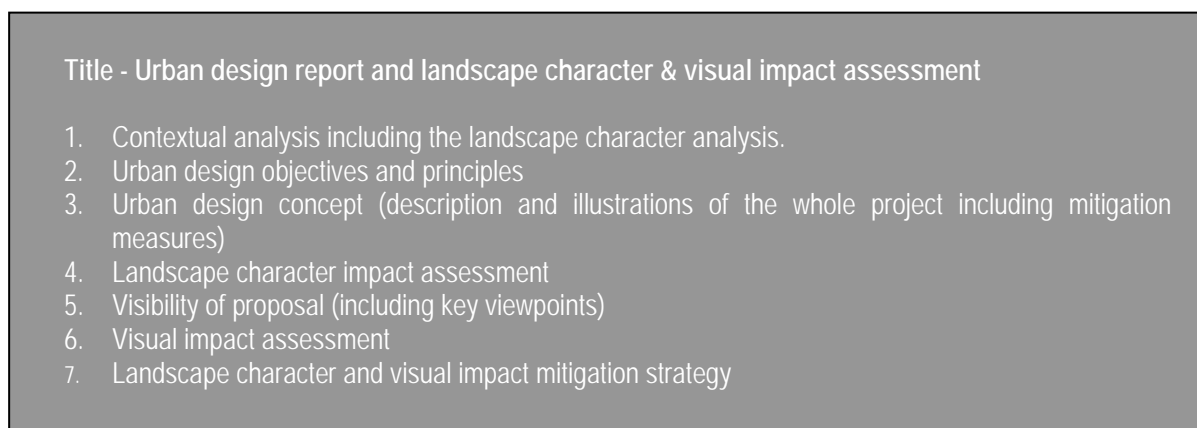 Title - Urban design report and landscape character & visual impact assessment
1. Contextual analysis including the landscape character analysis.
2. Urban design objectives and principles
3. Urban design concept (description and illustrations of the whole project including mitigation
measures)
4. Landscape character impact assessment
5. Visibility of proposal (including key viewpoints)
6. Visual impact assessment
7. Landscape character and visual impact mitigation strategy